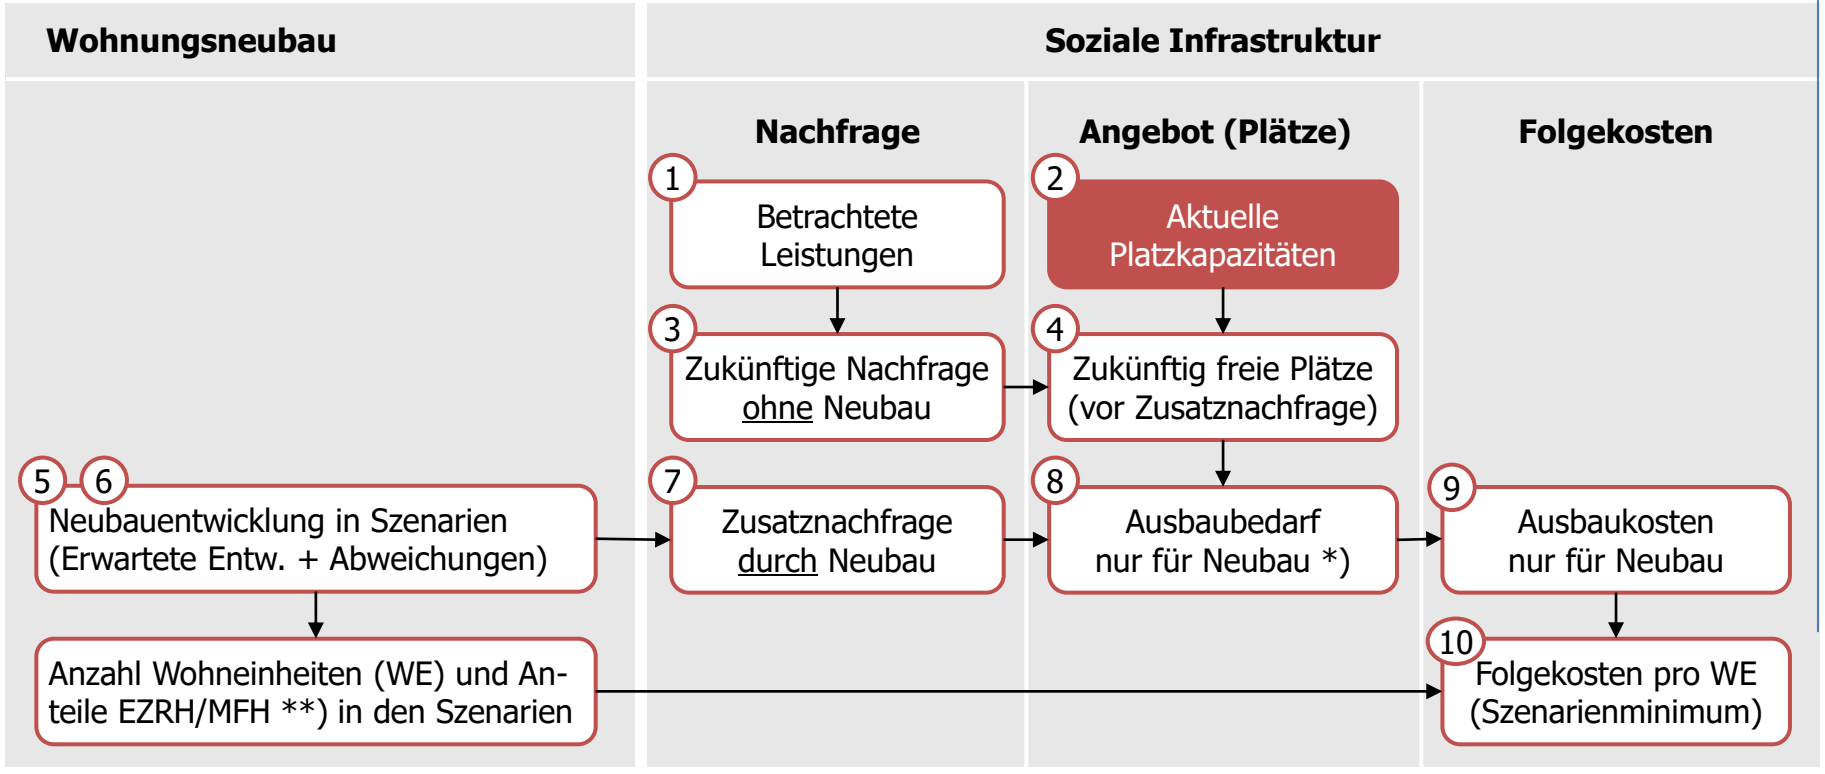 Wohnungsneubau
Soziale Infrastruktur
Nachfrage
Angebot (Plätze)
Folgekosten
1
Betrachtete
Leistungen
2
Aktuelle
Platzkapazitäten
3
Zukünftige Nachfrage
ohne Neubau
4
Zukünftig freie Plätze
(vor Zusatznachfrage)
5 6
Neubauentwicklung in Szenarien
(Erwartete Entw. + Abweichungen)
7
Zusatznachfrage
durch Neubau
8
Ausbaubedarf
nur für Neubau *)
9
Ausbaukosten
nur für Neubau
Anzahl Wohneinheiten (WE) und An-
teile EZRH/MFH **) in den Szenarien
10
Folgekosten pro WE
(Szenarienminimum)